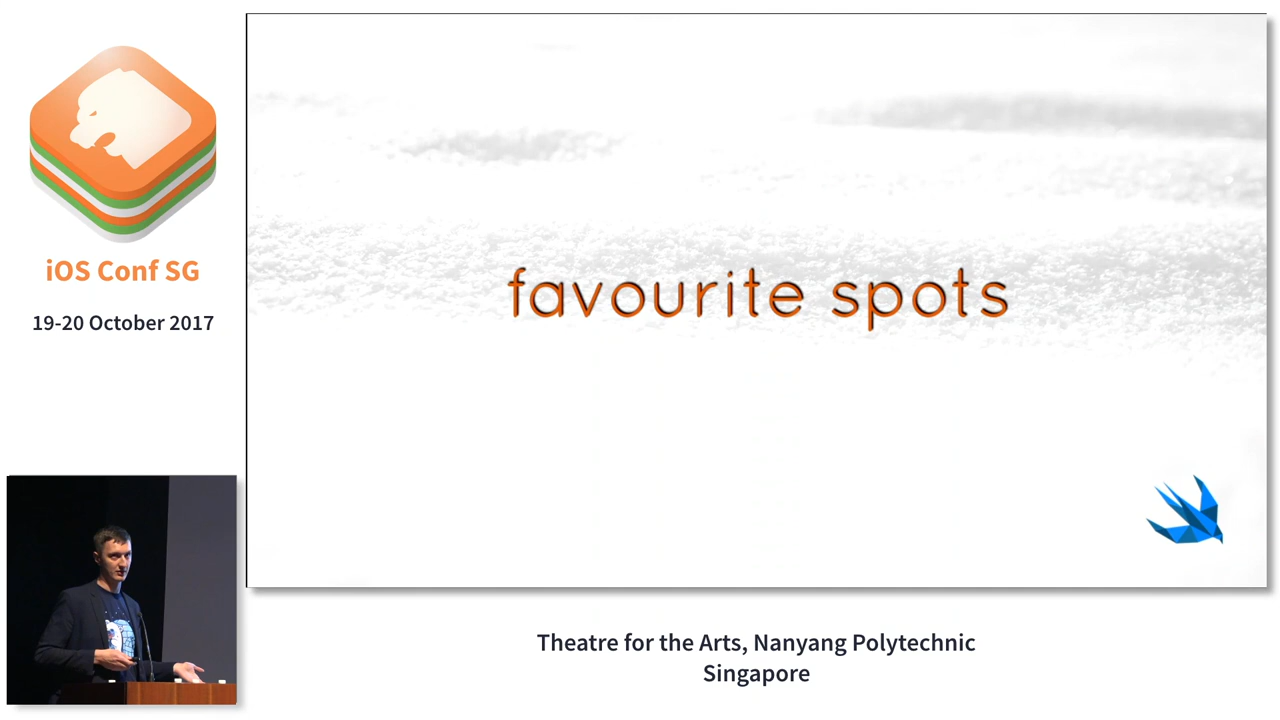 iOS Conf SG
19-20 October 2017
favourite spots
Theatre for the Arts, Nanyang Polytechnic
Singapore